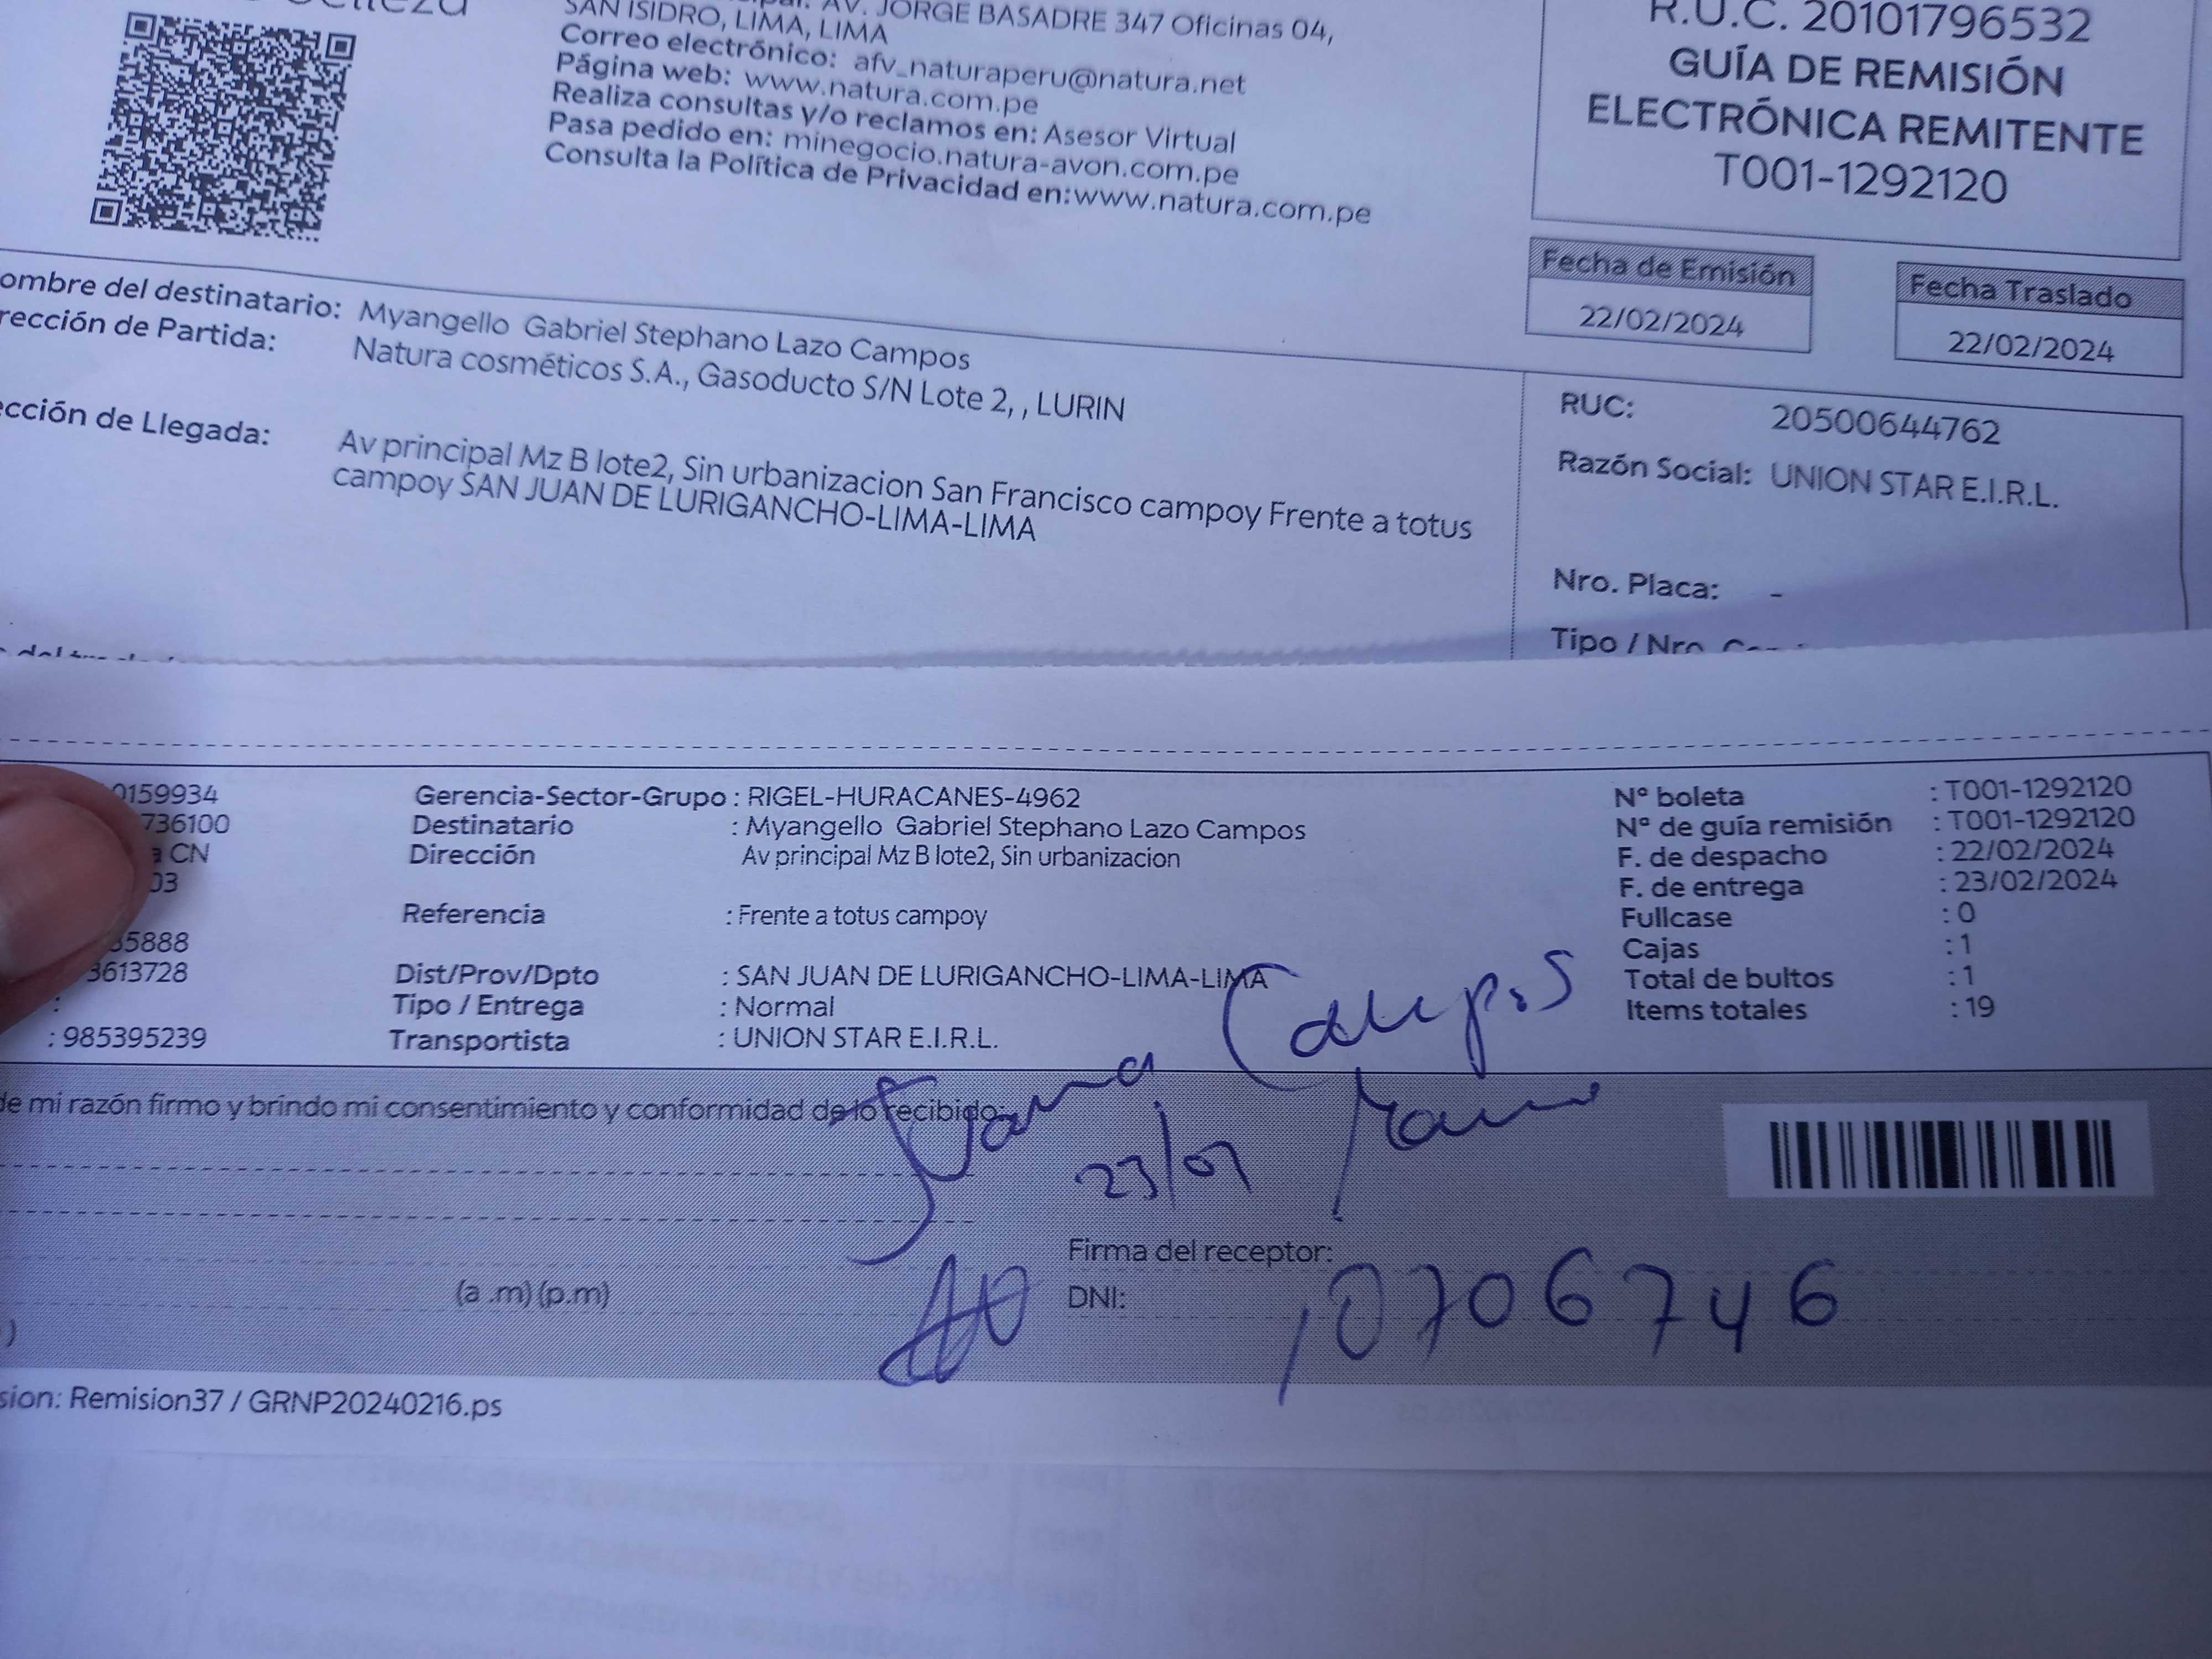 SAN ISIDRO, LIMA, LIMA
AV. JORGE BASADRE 347 Oficinas 04,
Correo electrónico: afv_naturaperu@natura.net
Página web: www.natura.com.pe
Realiza consultas y/o reclamos en: Asesor Virtual
Pasa pedido en: minegocio.natura-avon.com.pe
Consulta la Política de Privacidad en:www.natura.com.pe
R.U.C. 20101796532
GUÍA DE REMISIÓN
ELECTRÓNICA REMITENTE
T001-1292120
Fecha de Emisión
22/02/2024
Fecha Traslado
22/02/2024
ombre del destinatario: Myangello Gabriel Stephano Lazo Campos
rección de Partida: Natura cosméticos S.A., Gasoducto S/N Lote 2, , LURIN
cción de Llegada: Av principal Mz B lote2, Sin urbanizacion San Francisco campoy Frente a totus
campoy SAN JUAN DE LURIGANCHO-LIMA-LIMA
RUC: 20500644762
Razón Social: UNION STAR E.I.R.L.
Nro. Placa: -
Tipo / Nro.
0159934
736100
CN
03
35888
3613728
:
: 985395239
Gerencia-Sector-Grupo : RIGEL-HURACANES-4962
Destinatario : Myangello Gabriel Stephano Lazo Campos
Dirección Av principal Mz B lote2, Sin urbanizacion
Referencia : Frente a totus campoy
Dist/Prov/Dpto : SAN JUAN DE LURIGANCHO-LIMA-LIMA
Tipo / Entrega : Normal
Transportista : UNION STAR E.I.R.L.
N° boleta : T001-1292120
N° de guía remisión : T001-1292120
F. de despacho : 22/02/2024
F. de entrega : 23/02/2024
Fullcase : 0
Cajas : 1
Total de bultos : 1
Items totales : 19
de mi razón firmo y brindo mi consentimiento y conformidad de lo recibido:
Campos
23/02
Firma del receptor:
(a .m) (p.m)
DNI: 10706746
)
sion: Remision37 / GRNP20240216.ps